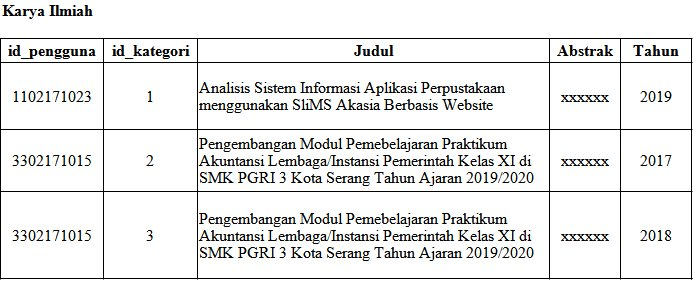 Karya Ilmiah
id_pengguna id_kategori Judul Abstrak Tahun
1102171023 1 Analisis Sistem Informasi Aplikasi Perpustakaan menggunakan SliMS Akasia Berbasis Website xxxxxx 2019
3302171015 2 Pengembangan Modul Pemebelajaran Praktikum Akuntansi Lembaga/Instansi Pemerintah Kelas XI di SMK PGRI 3 Kota Serang Tahun Ajaran 2019/2020 xxxxxx 2017
3302171015 3 Pengembangan Modul Pemebelajaran Praktikum Akuntansi Lembaga/Instansi Pemerintah Kelas XI di SMK PGRI 3 Kota Serang Tahun Ajaran 2019/2020 xxxxxx 2018